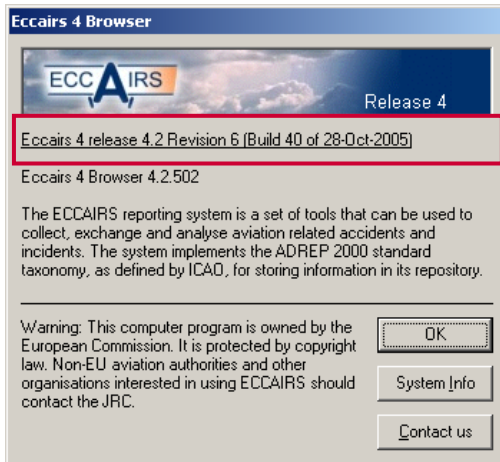 Eccairs 4 Browser
ECCAIRS
Release 4
Eccairs 4 release 4.2 Revision 6 (Build 40 of 28-Oct-2005)
Eccairs 4 Browser 4.2.502
The ECCAIRS reporting system is a set of tools that can be used to
collect, exchange and analyse aviation related accidents and
incidents. The system implements the ADREP 2000 standard
taxonomy, as defined by ICAO, for storing information in its repository.
Warning: This computer program is owned by the
European Commission. It is protected by copyright
law. Non-EU aviation authorities and other
organisations interested in using ECCAIRS should
contact the JRC.
OK
System Info
Contact us